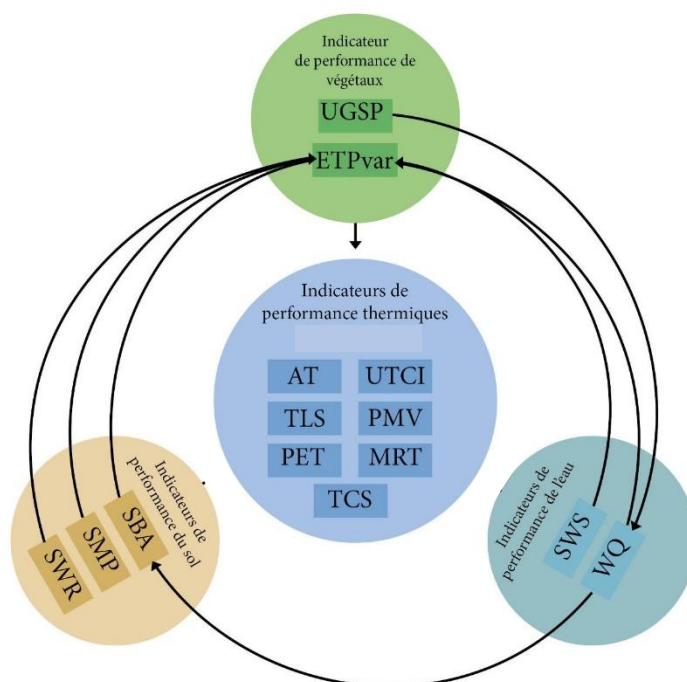 Indicateur
de performance de
végétaux
UGSP
ETPvar
Indicateurs de
performance thermiques
AT
UTCI
TLS
PMV
PET
MRT
TCS
Indicateurs de
performance du sol
SWR
SMP
SBA
Indicateurs de
performance de l'eau
SWS
WQ